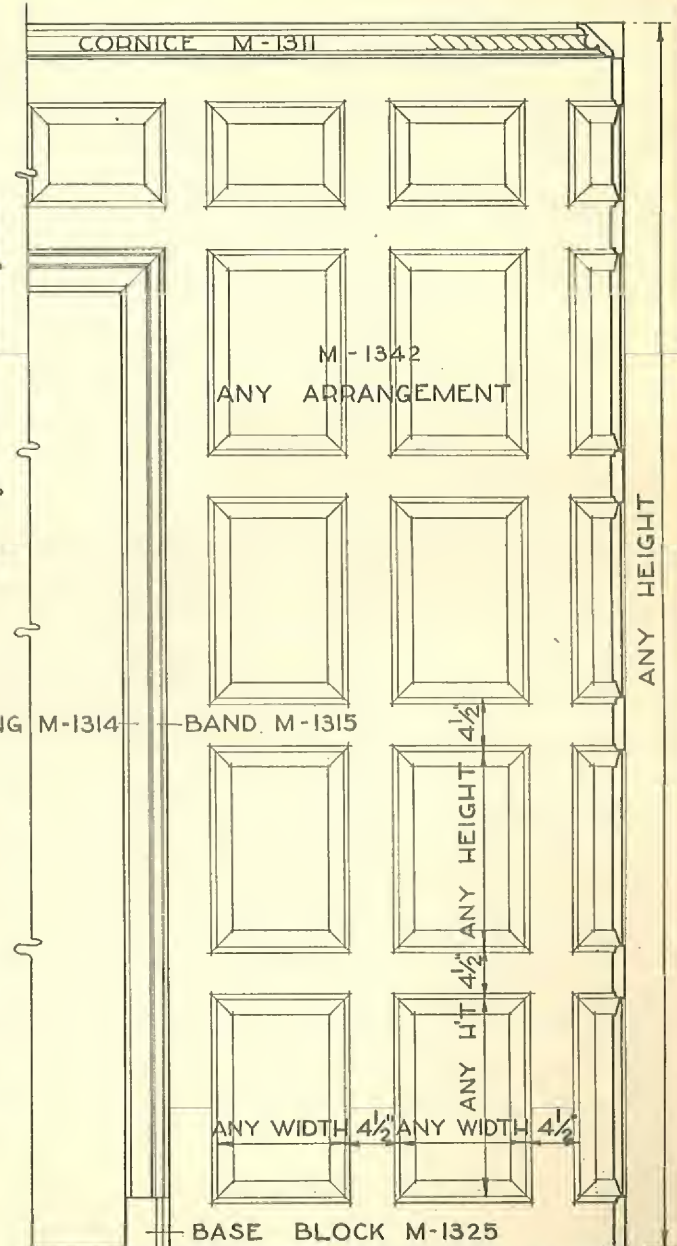 CORNICE M-1311
M-1342
ANY ARRANGEMENT
ANY HEIGHT
M-1314
BAND. M-1315
4½"
ANY HEIGHT
4½"
ANY H'T
ANY WIDTH 4½" ANY WIDTH 4½"
BASE BLOCK M-1325